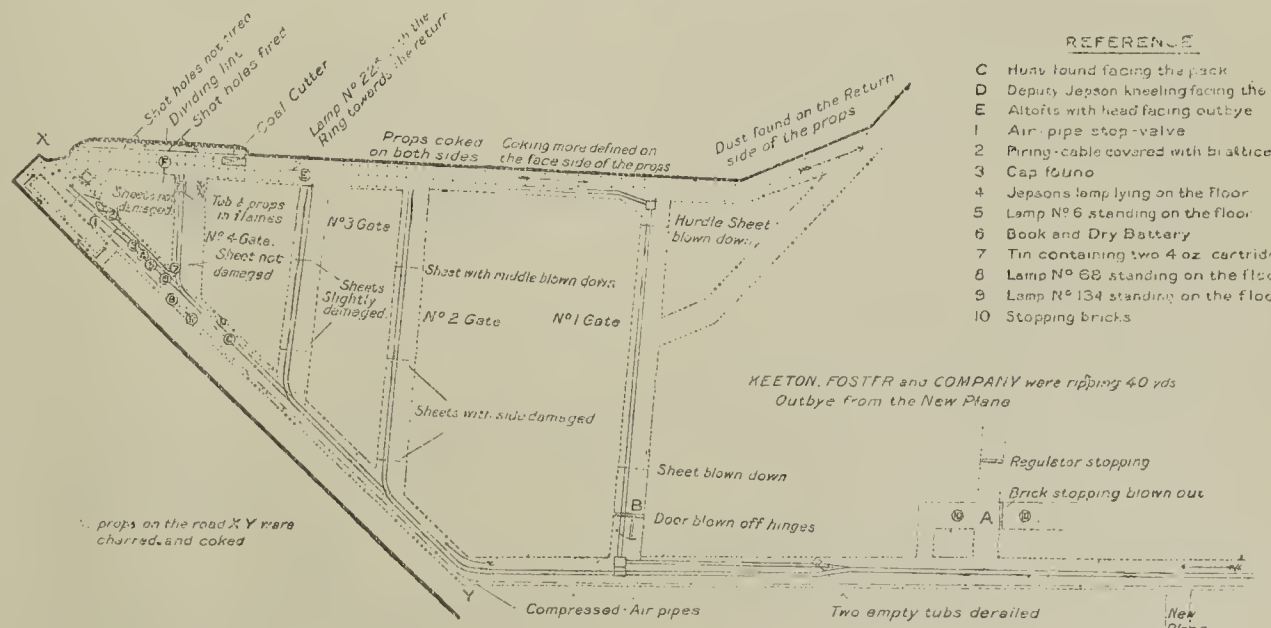 Shot holes not fired
Dividing line
Shot holes fired
Coal Cutter
Lamp Nº 22 with the
Ring towards the return
X
F
E
Props coked
on both sides
Coking more defined on
the face side of the props
Dust found on the Return
side of the props
Sheets not
damaged
Tub & props
in flames
Nº 4 Gate.
Sheet not
damaged
Nº 3 Gate
Sheets
Slightly
damaged
Sheet with middle blown down
Nº 2 Gate
Nº 1 Gate
Hurdle Sheet
blown down
Sheets with side damaged
Sheet blown down
B
Door blown off hinges
props on the road X Y were
charred and coked
Y
Compressed-Air pipes
Two empty tubs derailed
New
Plane
KEETON, FOSTER and COMPANY were ripping 40 yds
Outbye from the New Plane
Regulator stopping
Brick stopping blown out
10 A 10
REFERENCE
C Hunt found facing the pack
D Deputy Jepson kneeling facing the
E Altofts with head facing outbye
1 Air-pipe stop-valve
2 Firing-cable covered with brattice
3 Cap found
4 Jepsons lamp lying on the Floor
5 Lamp Nº 6 standing on the floor
6 Book and Dry Battery
7 Tin containing two 4 oz. cartrid
8 Lamp Nº 68 standing on the floo
9 Lamp Nº 134 standing on the floo
10 Stopping bricks